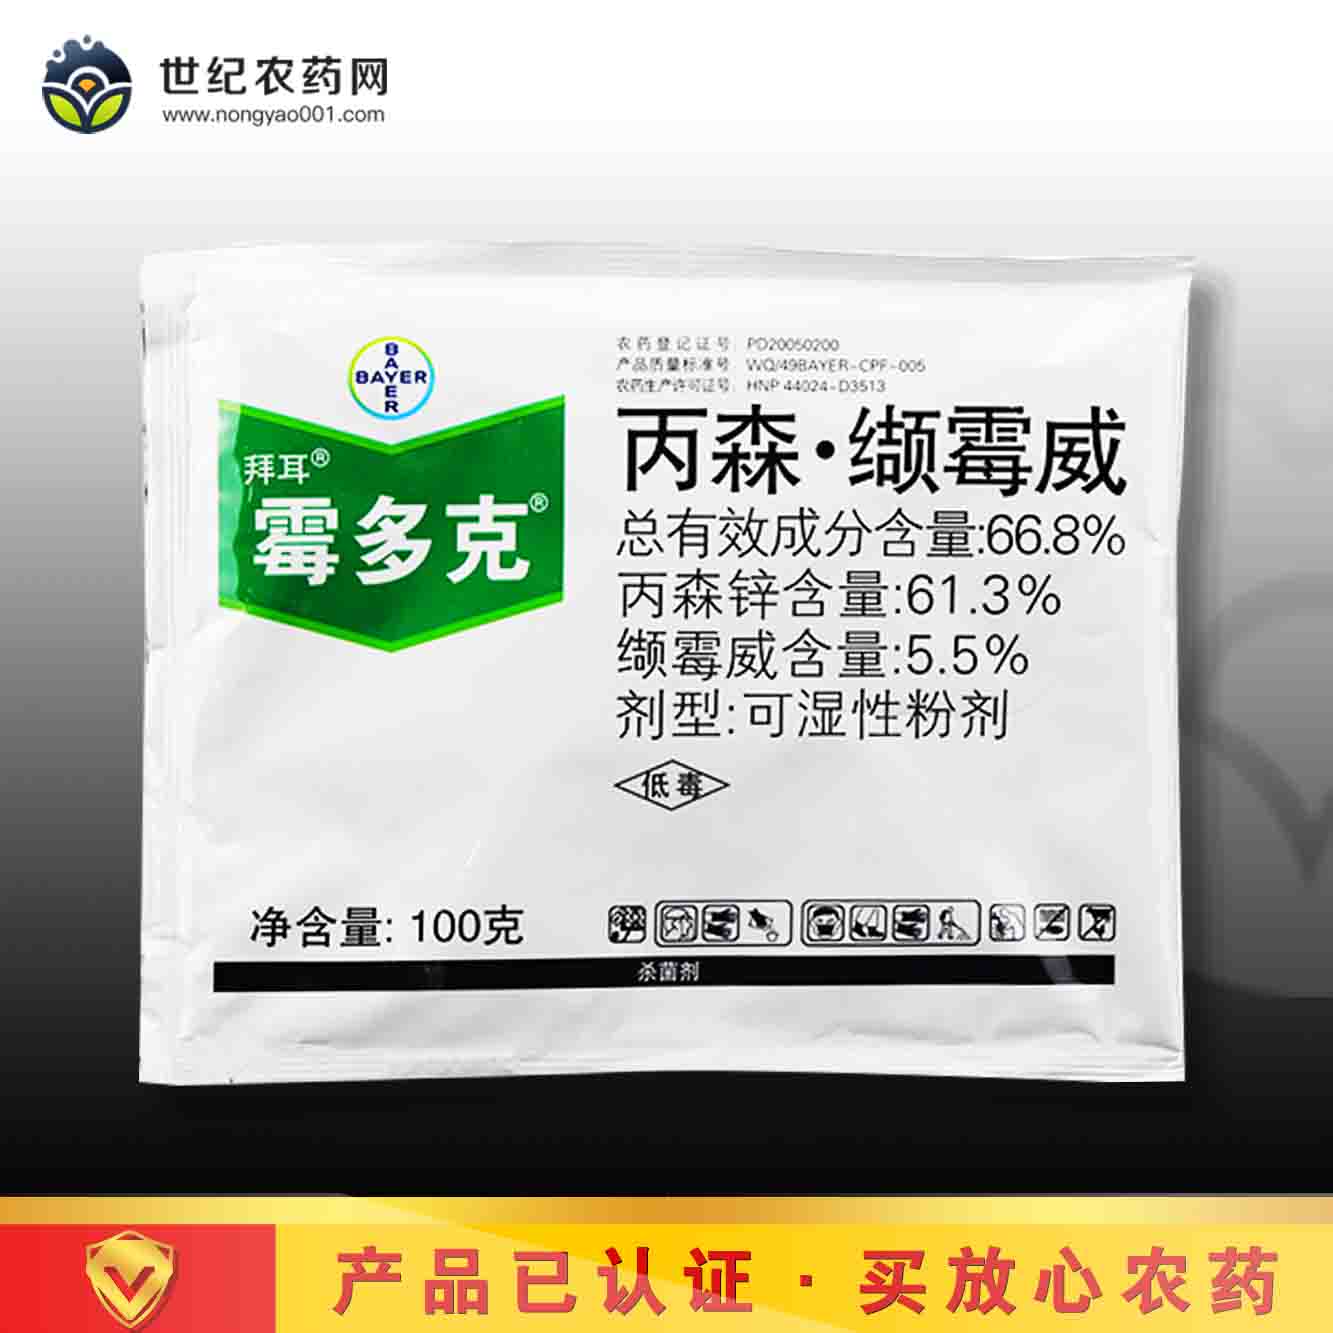 世纪农药网
www.nongyao001.com
BAYER
BAYER
拜耳®
霉多克®
农药登记证号: PD20050200
产品质量标准号: WQ/49BAYER-CPF-005
农药生产许可证号: HNP 44024-D3513
丙森·缬霉威
总有效成分含量:66.8%
丙森锌含量:61.3%
缬霉威含量:5.5%
剂型:可湿性粉剂
低毒
净含量: 100克
杀菌剂
产品已认证 · 买放心农药